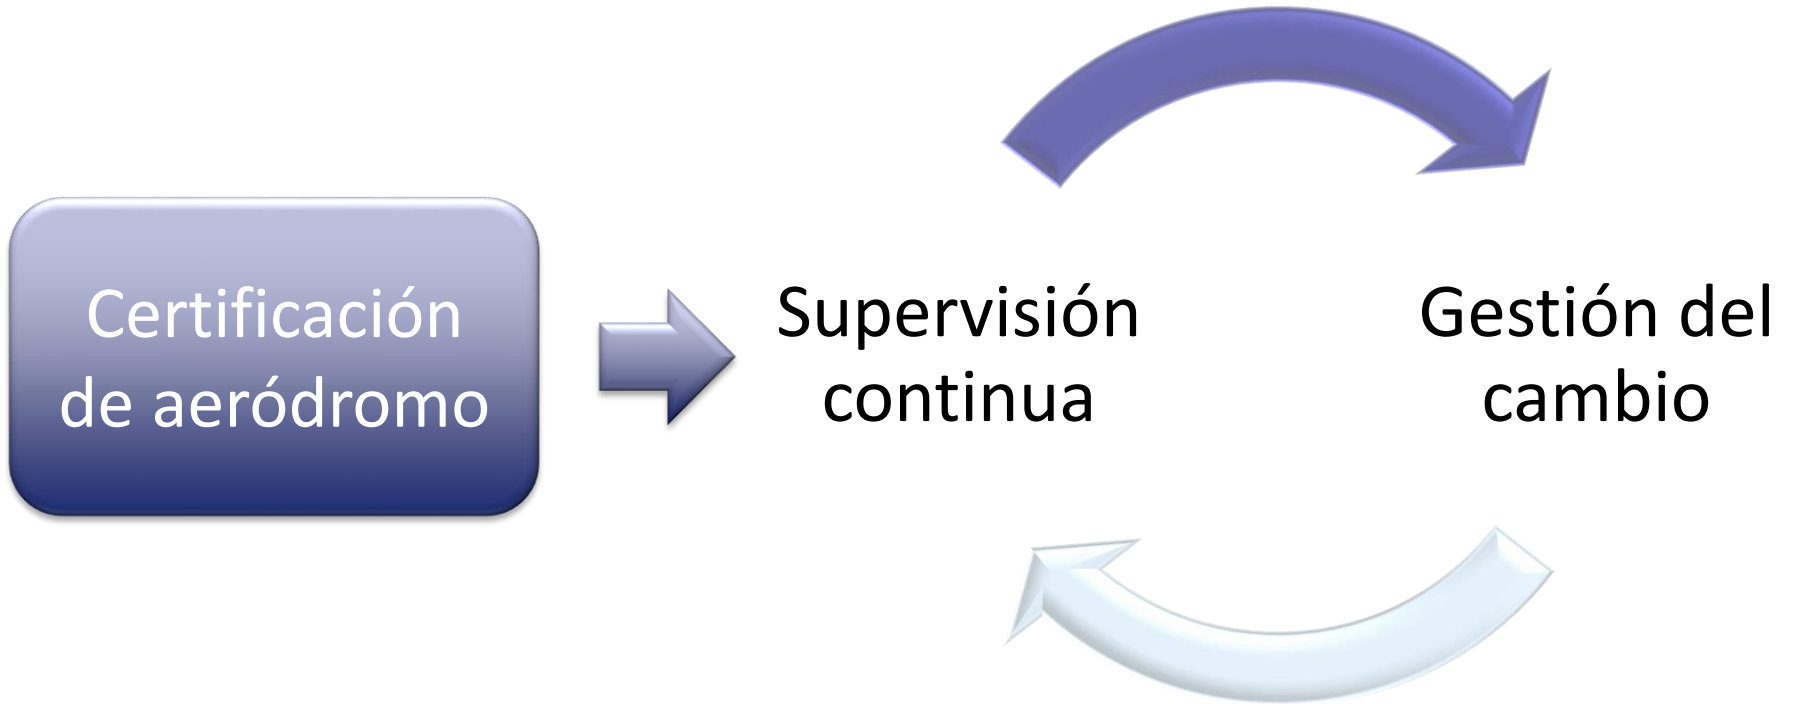 Certificación
de aeródromo
Supervisión
continua
Gestión del
cambio